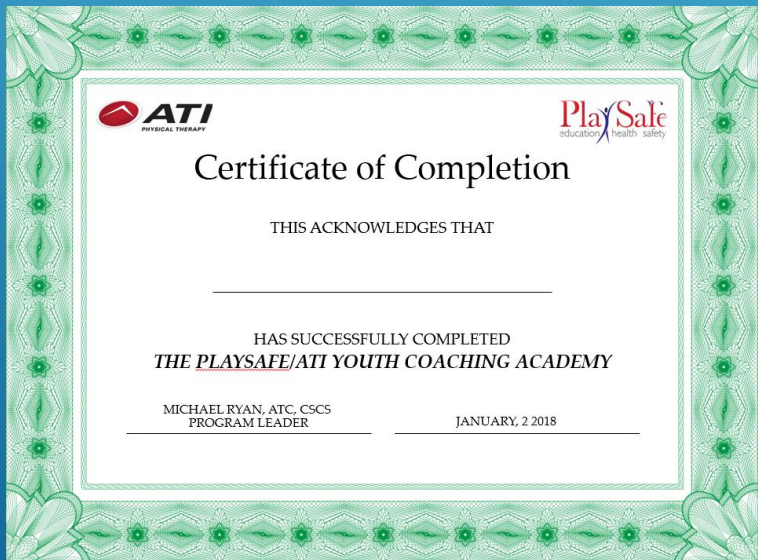 ATI
PHYSICAL THERAPY
PlaySafe
education health safety
Certificate of Completion
THIS ACKNOWLEDGES THAT
HAS SUCCESSFULLY COMPLETED
THE PLAYSAFE/ATI YOUTH COACHING ACADEMY
MICHAEL RYAN, ATC, CSCS
PROGRAM LEADER
JANUARY, 2 2018